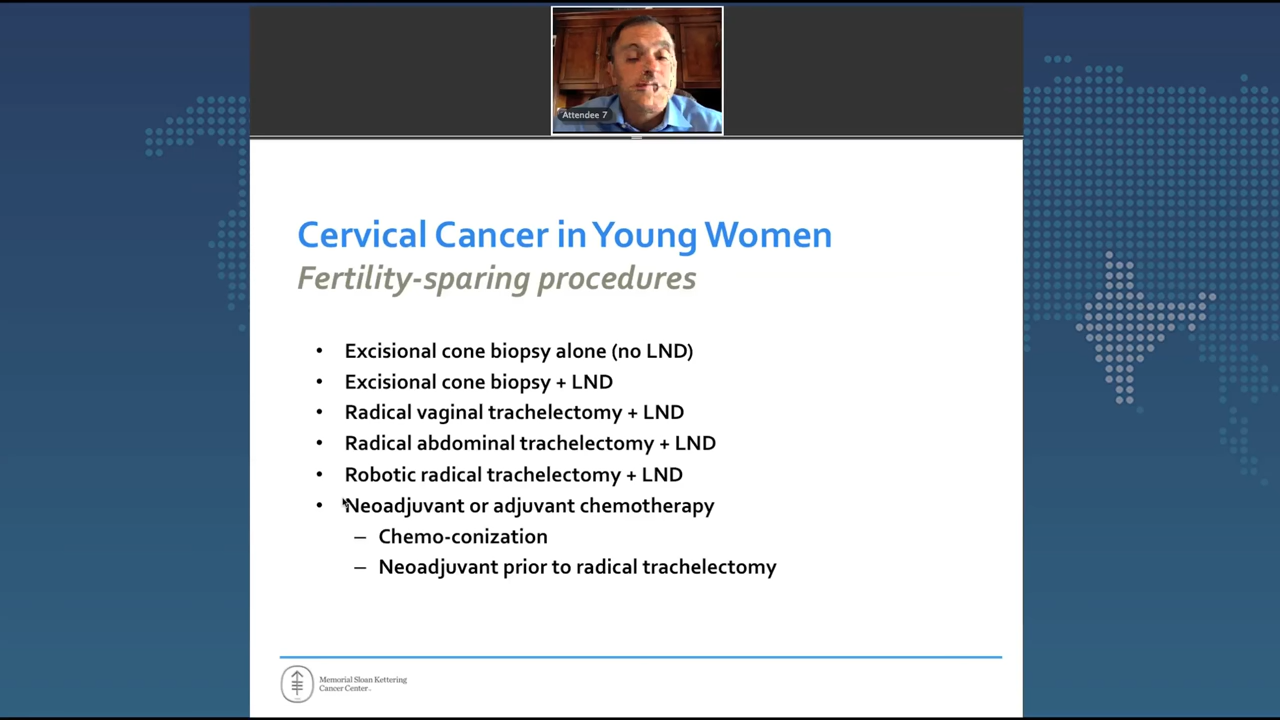 Attendee 7
Cervical Cancer in Young Women
Fertility-sparing procedures
• Excisional cone biopsy alone (no LND)
• Excisional cone biopsy + LND
• Radical vaginal trachelectomy + LND
• Radical abdominal trachelectomy + LND
• Robotic radical trachelectomy + LND
• Neoadjuvant or adjuvant chemotherapy
– Chemo-conization
– Neoadjuvant prior to radical trachelectomy
Memorial Sloan Kettering
Cancer Center